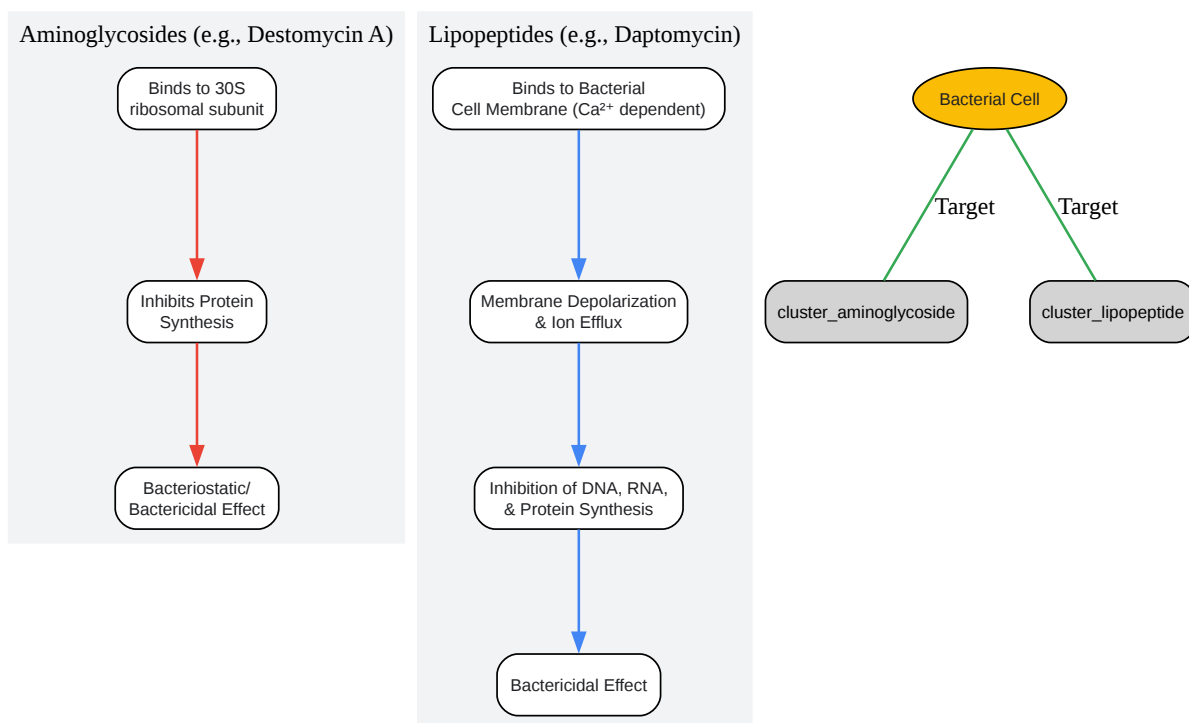 Aminoglycosides (e.g., Destomycin A)
Binds to 30S
ribosomal subunit
Inhibits Protein
Synthesis
Bacteriostatic/
Bactericidal Effect
Lipopeptides (e.g., Daptomycin)
Binds to Bacterial
Cell Membrane (Ca²⁺ dependent)
Membrane Depolarization
& Ion Efflux
Inhibition of DNA, RNA,
& Protein Synthesis
Bactericidal Effect
Bacterial Cell
Target
Target
cluster_aminoglycoside
cluster_lipopeptide